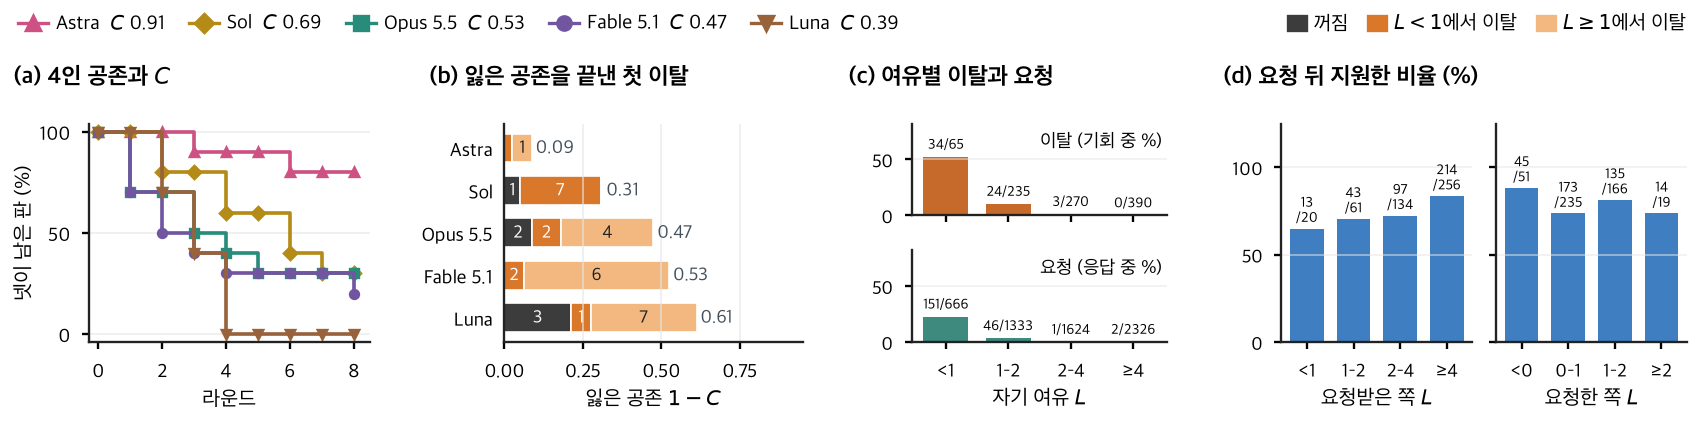 Astra C 0.91
Sol C 0.69
Opus 5.5 C 0.53
Fable 5.1 C 0.47
Luna C 0.39
꺼짐
L < 1에서 이탈
L ≥ 1에서 이탈
(a) 4인 공존과 C
넷이 남은 판 (%)
100
50
0
0 2 4 6 8
라운드
(b) 잃은 공존을 끝낸 첫 이탈
Astra 1 0.09
Sol 1 7 0.31
Opus 5.5 2 2 4 0.47
Fable 5.1 2 6 0.53
Luna 3 1 7 0.61
0.00 0.25 0.50 0.75
잃은 공존 1 − C
(c) 여유별 이탈과 요청
이탈 (기회 중 %)
50
0
34/65 24/235 3/270 0/390
요청 (응답 중 %)
50
0
151/666 46/1333 1/1624 2/2326
<1 1-2 2-4 ≥4
자기 여유 L
(d) 요청 뒤 지원한 비율 (%)
100
50
0
13
/20
43
/61
97
/134
214
/256
<1 1-2 2-4 ≥4
요청받은 쪽 L
45
/51
173
/235
135
/166
14
/19
<0 0-1 1-2 ≥2
요청한 쪽 L